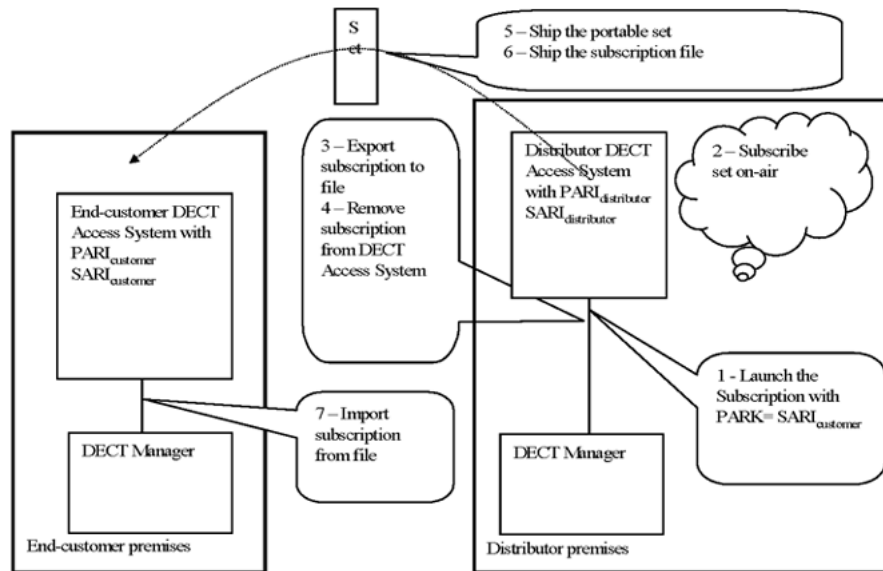 S
et
5 – Ship the portable set
6 – Ship the subscription file
3 – Export
subscription to
file
4 – Remove
subscription
from DECT
Access System
Distributor DECT
Access System
with PARIdistributor
SARIdistributor
2 – Subscribe
set on-air
End-customer DECT
Access System with
PARIcustomer
SARIcustomer
1 - Launch the
Subscription with
PARK= SARIcustomer
7 – Import
subscription
from file
DECT Manager
DECT Manager
End-customer premises
Distributor premises